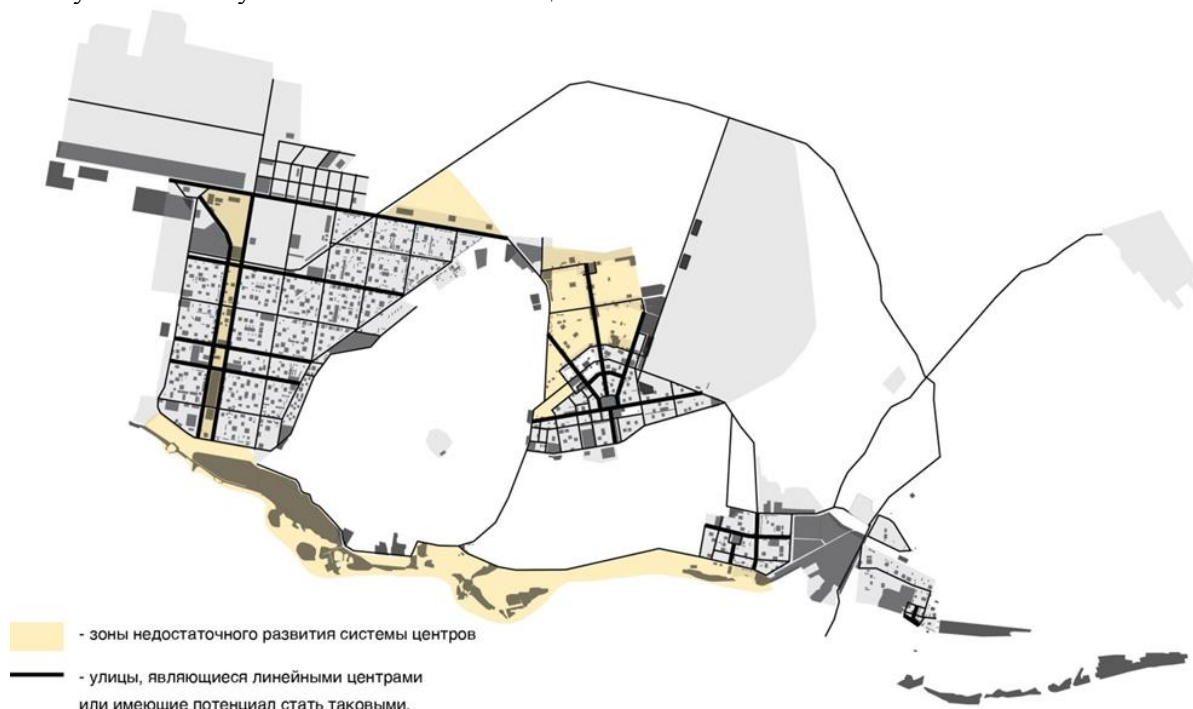 - зоны недостаточного развития системы центров
- улицы, являющиеся линейными центрами
или имеющие потенциал стать таковыми.